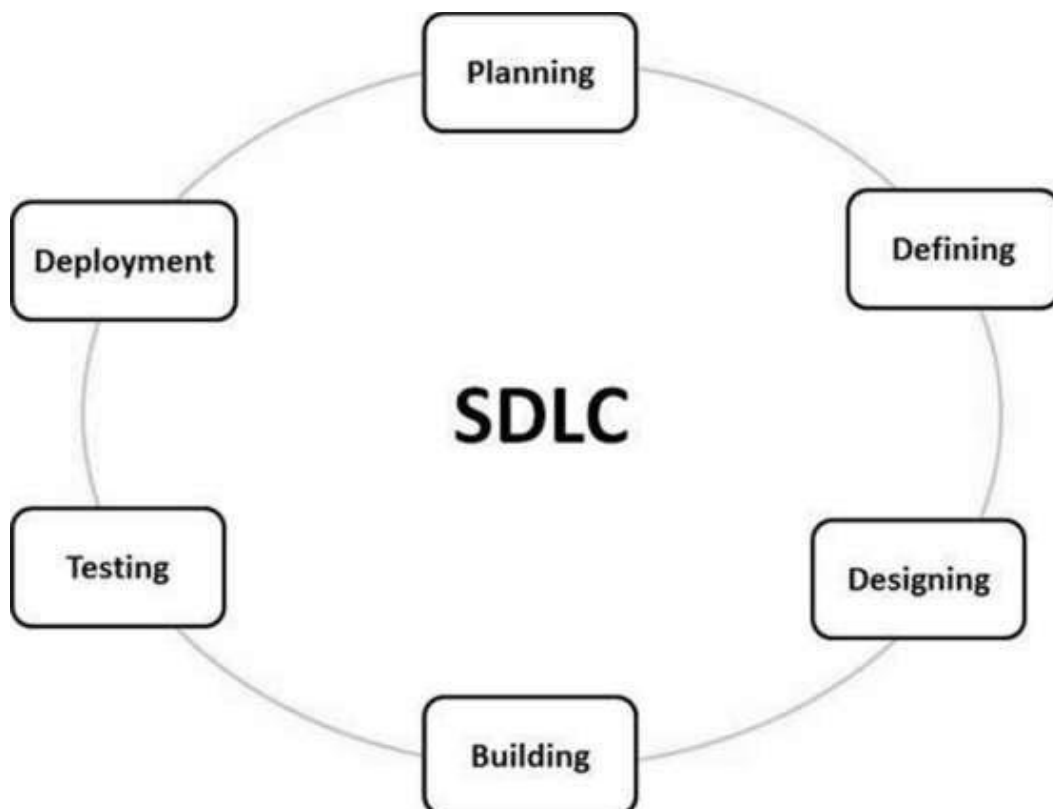 Planning
Defining
Deployment
SDLC
Designing
Testing
Building